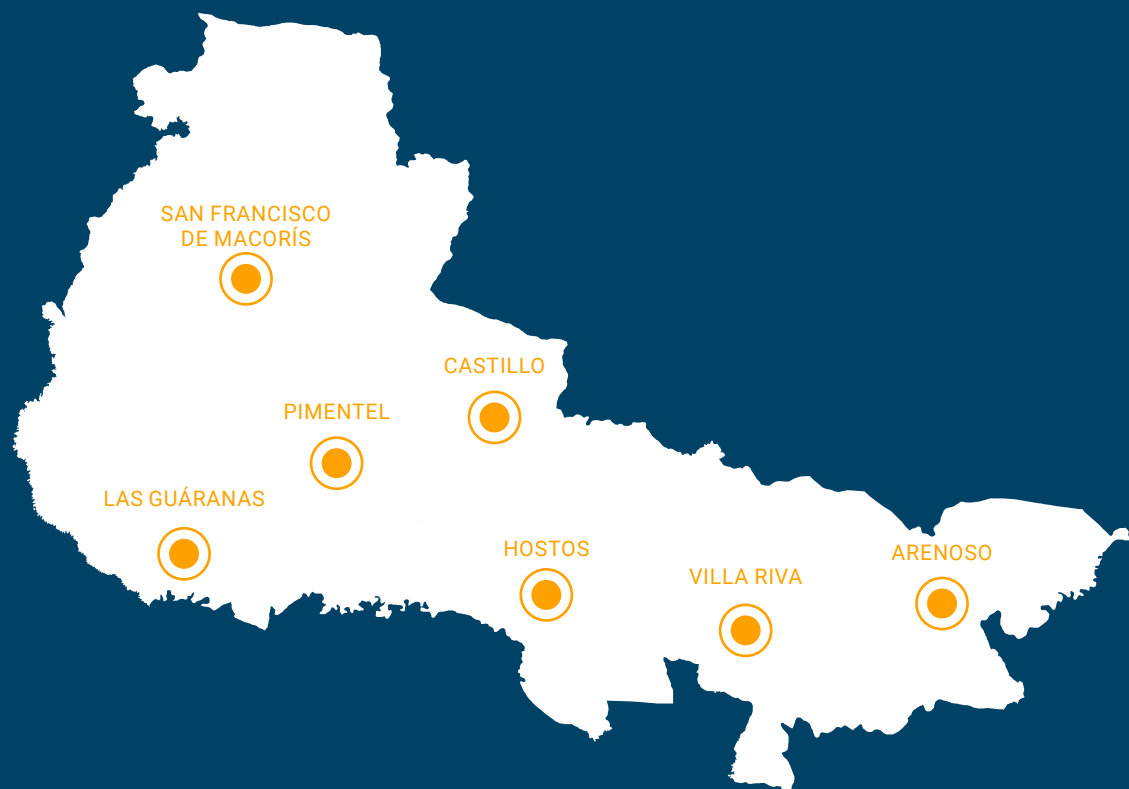 SAN FRANCISCO
DE MACORÍS
CASTILLO
PIMENTEL
LAS GUÁRANAS
HOSTOS
ARENOSO
VILLA RIVA